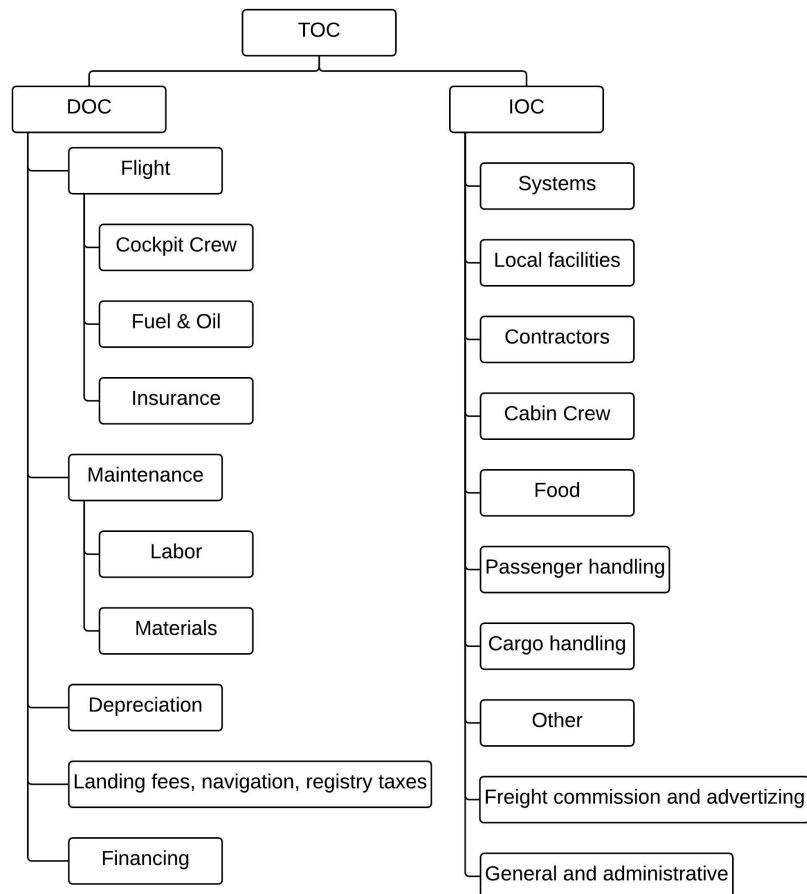 TOC
DOC
Flight
Cockpit Crew
Fuel & Oil
Insurance
Maintenance
Labor
Materials
Depreciation
Landing fees, navigation, registry taxes
Financing
IOC
Systems
Local facilities
Contractors
Cabin Crew
Food
Passenger handling
Cargo handling
Other
Freight commission and advertizing
General and administrative